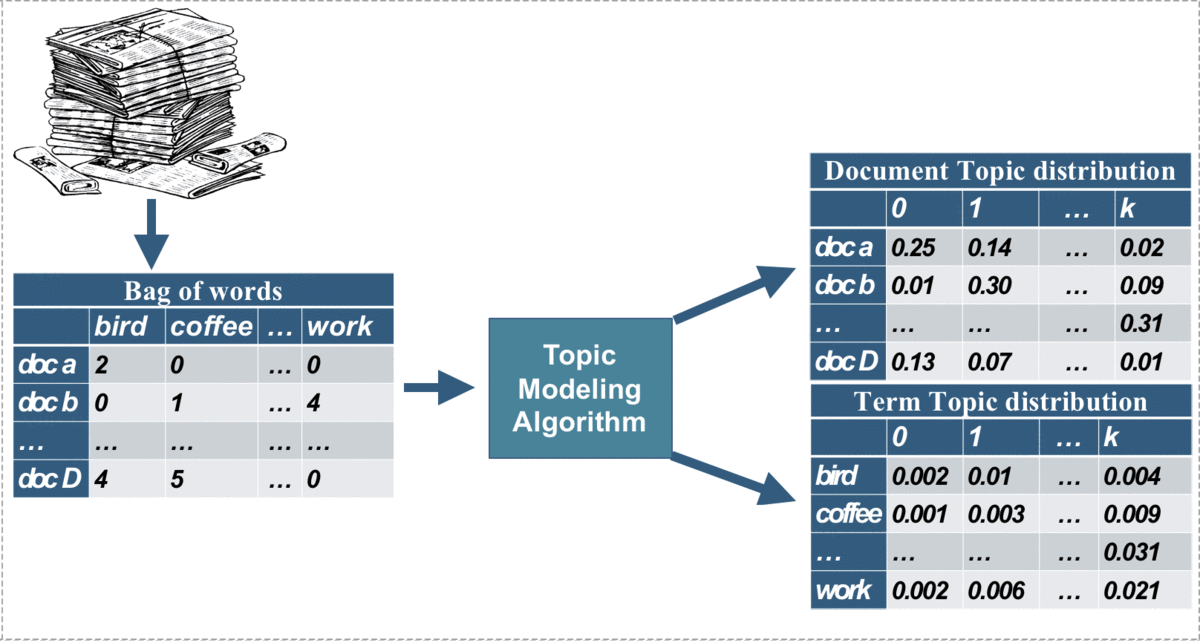 Bag of words
bird coffee ... work
doc a 2 0 ... 0
doc b 0 1 ... 4
... ... ... ... ...
doc D 4 5 ... 0
Topic
Modeling
Algorithm
Document Topic distribution
0 1 ... k
doc a 0.25 0.14 ... 0.02
doc b 0.01 0.30 ... 0.09
... ... ... ... 0.31
doc D 0.13 0.07 ... 0.01
Term Topic distribution
0 1 ... k
bird 0.002 0.01 ... 0.004
coffee 0.001 0.003 ... 0.009
... ... ... ... 0.031
work 0.002 0.006 ... 0.021